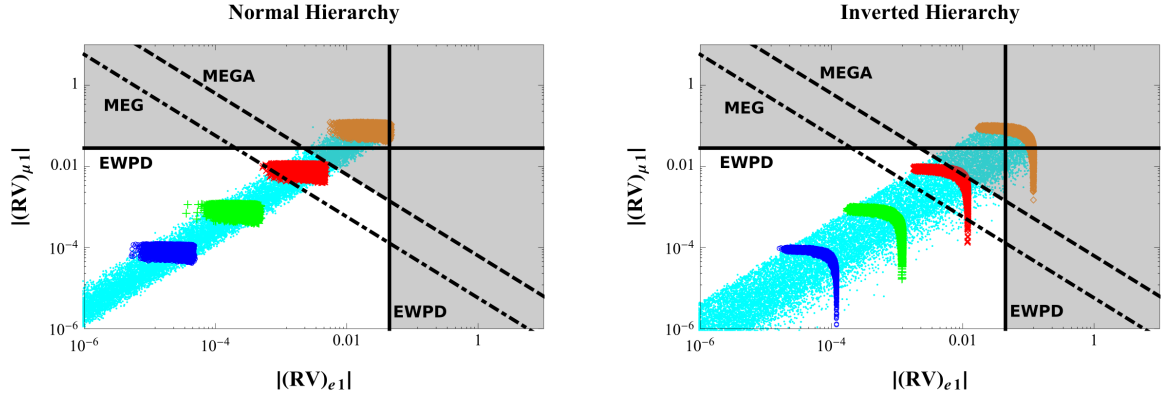 Normal Hierarchy
1
0.01
10⁻⁴
10⁻⁶
|(RV)μ1|
MEGA
MEG
EWPD
EWPD
10⁻⁶
10⁻⁴
0.01
1
|(RV)e1|
Inverted Hierarchy
1
0.01
10⁻⁴
10⁻⁶
|(RV)μ1|
MEGA
MEG
EWPD
EWPD
10⁻⁶
10⁻⁴
0.01
1
|(RV)e1|